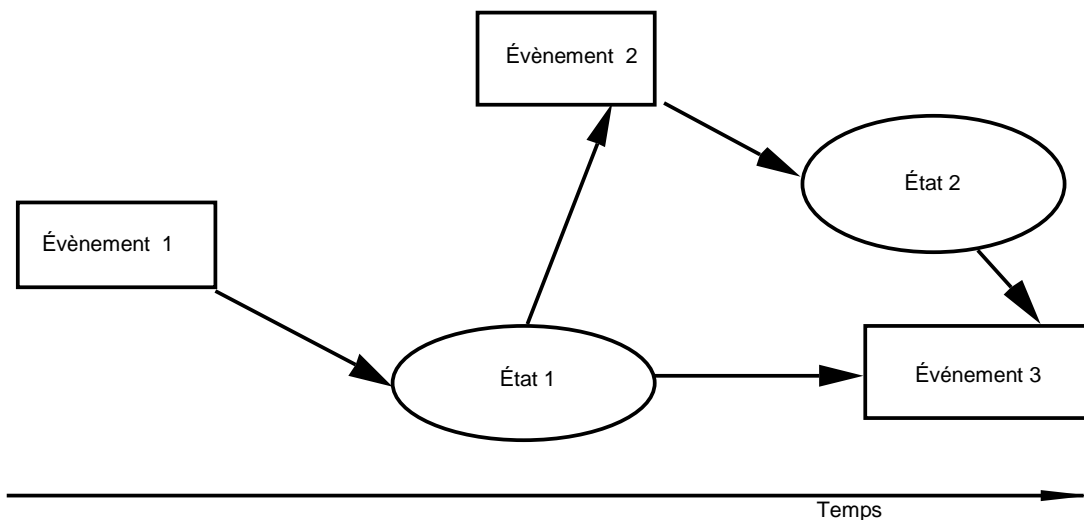 Évènement 2
État 2
Évènement 1
État 1
Événement 3
Temps